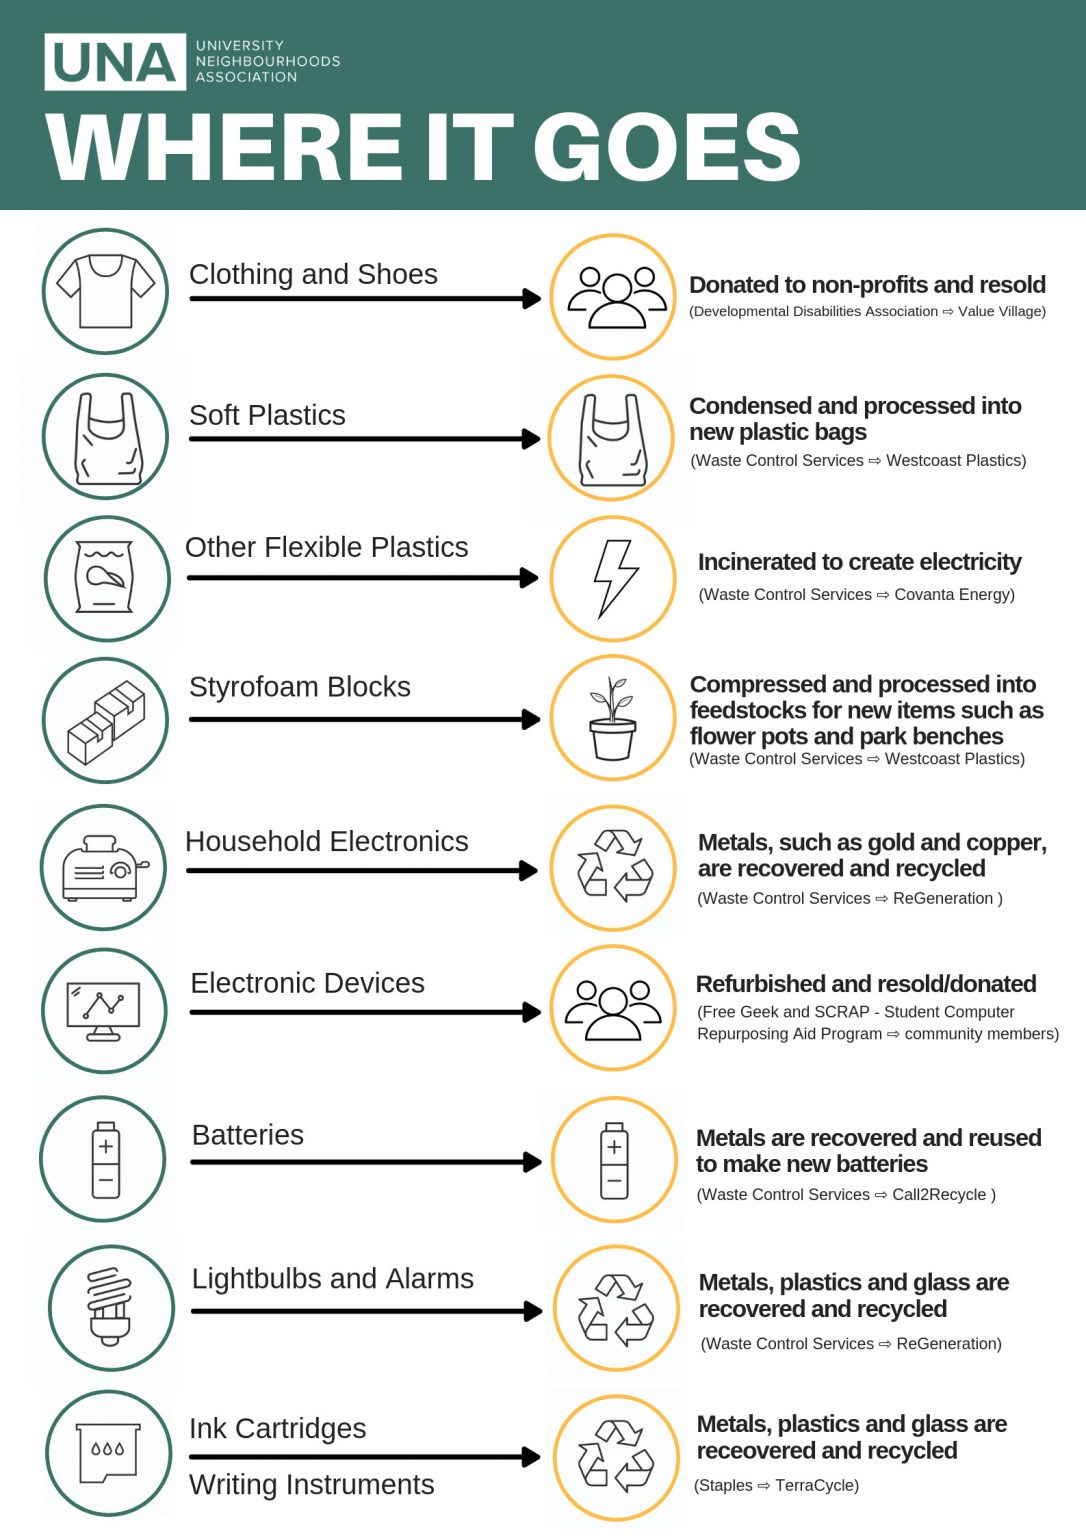 UNA
UNIVERSITY
NEIGHBOURHOODS
ASSOCIATION
WHERE IT GOES
Clothing and Shoes
Donated to non-profits and resold
(Developmental Disabilities Association ⇨ Value Village)
Soft Plastics
Condensed and processed into
new plastic bags
(Waste Control Services ⇨ Westcoast Plastics)
Other Flexible Plastics
Incinerated to create electricity
(Waste Control Services ⇨ Covanta Energy)
Styrofoam Blocks
Compressed and processed into
feedstocks for new items such as
flower pots and park benches
(Waste Control Services ⇨ Westcoast Plastics)
Household Electronics
Metals, such as gold and copper,
are recovered and recycled
(Waste Control Services ⇨ ReGeneration )
Electronic Devices
Refurbished and resold/donated
(Free Geek and SCRAP - Student Computer
Repurposing Aid Program ⇨ community members)
Batteries
Metals are recovered and reused
to make new batteries
(Waste Control Services ⇨ Call2Recycle )
Lightbulbs and Alarms
Metals, plastics and glass are
recovered and recycled
(Waste Control Services ⇨ ReGeneration)
Ink Cartridges
Writing Instruments
Metals, plastics and glass are
receovered and recycled
(Staples ⇨ TerraCycle)